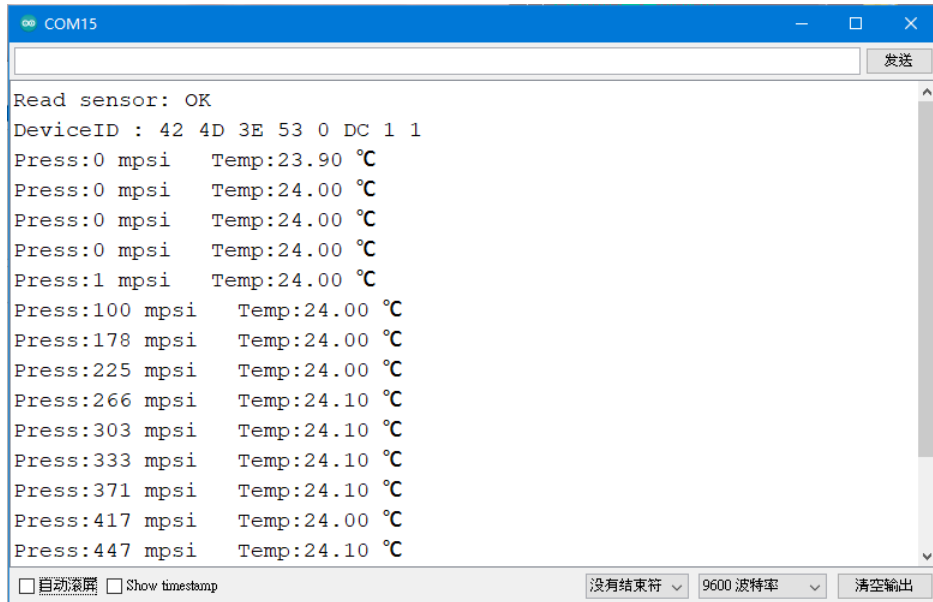 COM15
发送
Read sensor: OK
DeviceID : 42 4D 3E 53 0 DC 1 1
Press:0 mpsi   Temp:23.90 ℃
Press:0 mpsi   Temp:24.00 ℃
Press:0 mpsi   Temp:24.00 ℃
Press:0 mpsi   Temp:24.00 ℃
Press:1 mpsi   Temp:24.00 ℃
Press:100 mpsi   Temp:24.00 ℃
Press:178 mpsi   Temp:24.00 ℃
Press:225 mpsi   Temp:24.00 ℃
Press:266 mpsi   Temp:24.10 ℃
Press:303 mpsi   Temp:24.10 ℃
Press:333 mpsi   Temp:24.10 ℃
Press:371 mpsi   Temp:24.10 ℃
Press:417 mpsi   Temp:24.00 ℃
Press:447 mpsi   Temp:24.10 ℃
自动滚屏 Show timestamp 没有结束符 9600 波特率 清空输出